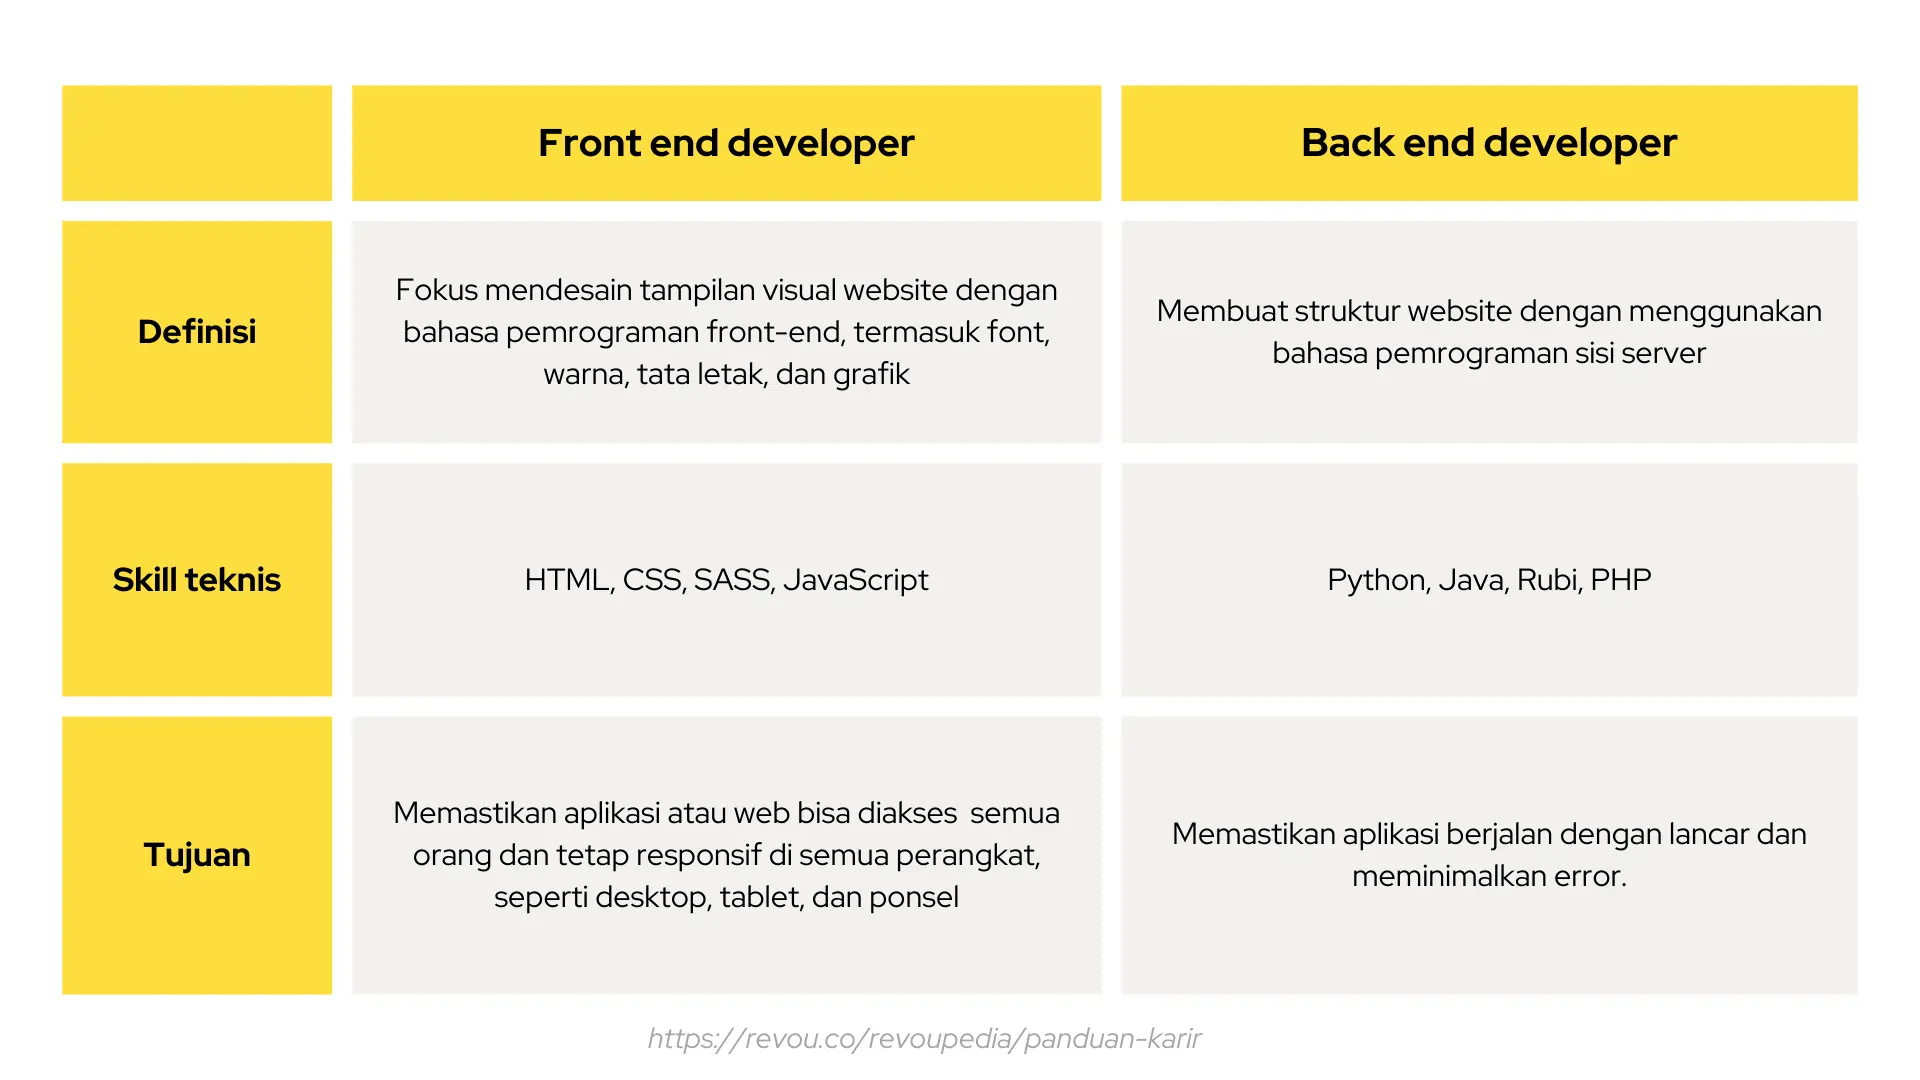 Front end developer
Back end developer
Definisi
Fokus mendesain tampilan visual website dengan
bahasa pemrograman front-end, termasuk font,
warna, tata letak, dan grafik
Membuat struktur website dengan menggunakan
bahasa pemrograman sisi server
Skill teknis
HTML, CSS, SASS, JavaScript
Python, Java, Rubi, PHP
Tujuan
Memastikan aplikasi atau web bisa diakses  semua
orang dan tetap responsif di semua perangkat,
seperti desktop, tablet, dan ponsel
Memastikan aplikasi berjalan dengan lancar dan
meminimalkan error.
https://revou.co/revoupedia/panduan-karir